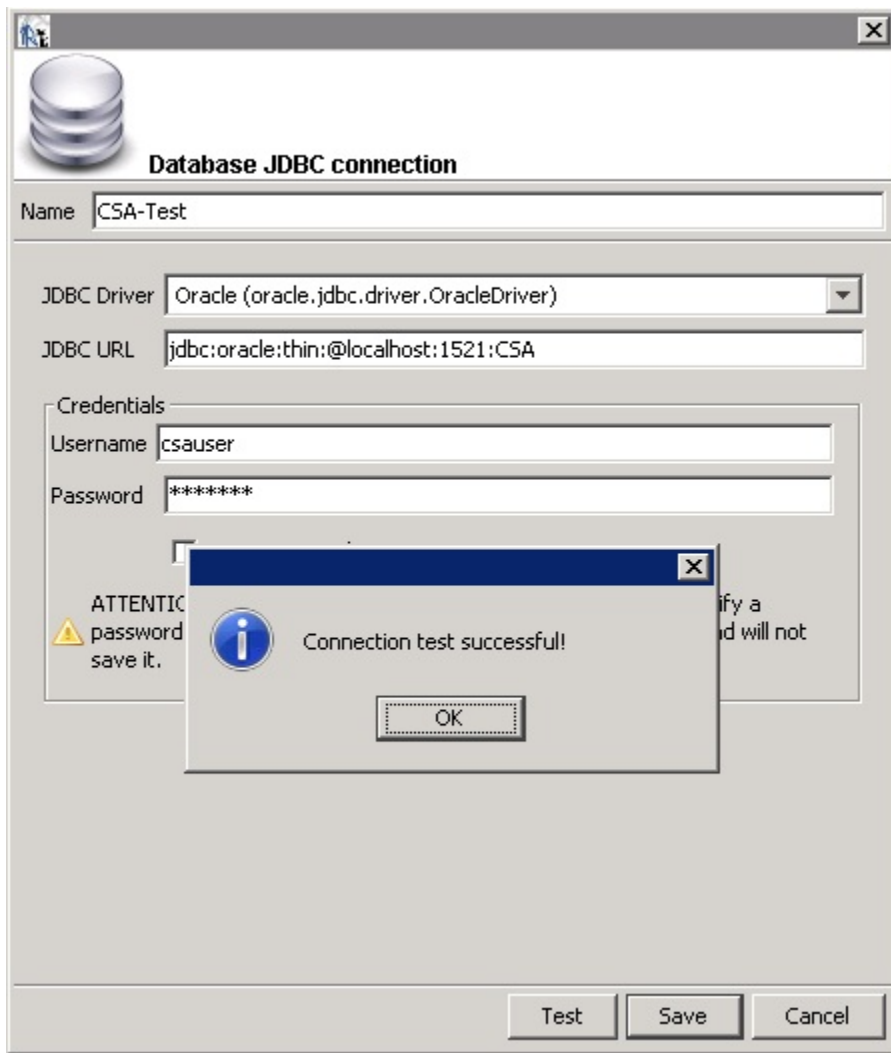 Database JDBC connection
Name CSA-Test
JDBC Driver Oracle (oracle.jdbc.driver.OracleDriver)
JDBC URL jdbc:oracle:thin:@localhost:1521:CSA
Credentials
Username csauser
Password *******
ify a
password
will not
save it.
Connection test successful!
OK
Test Save Cancel